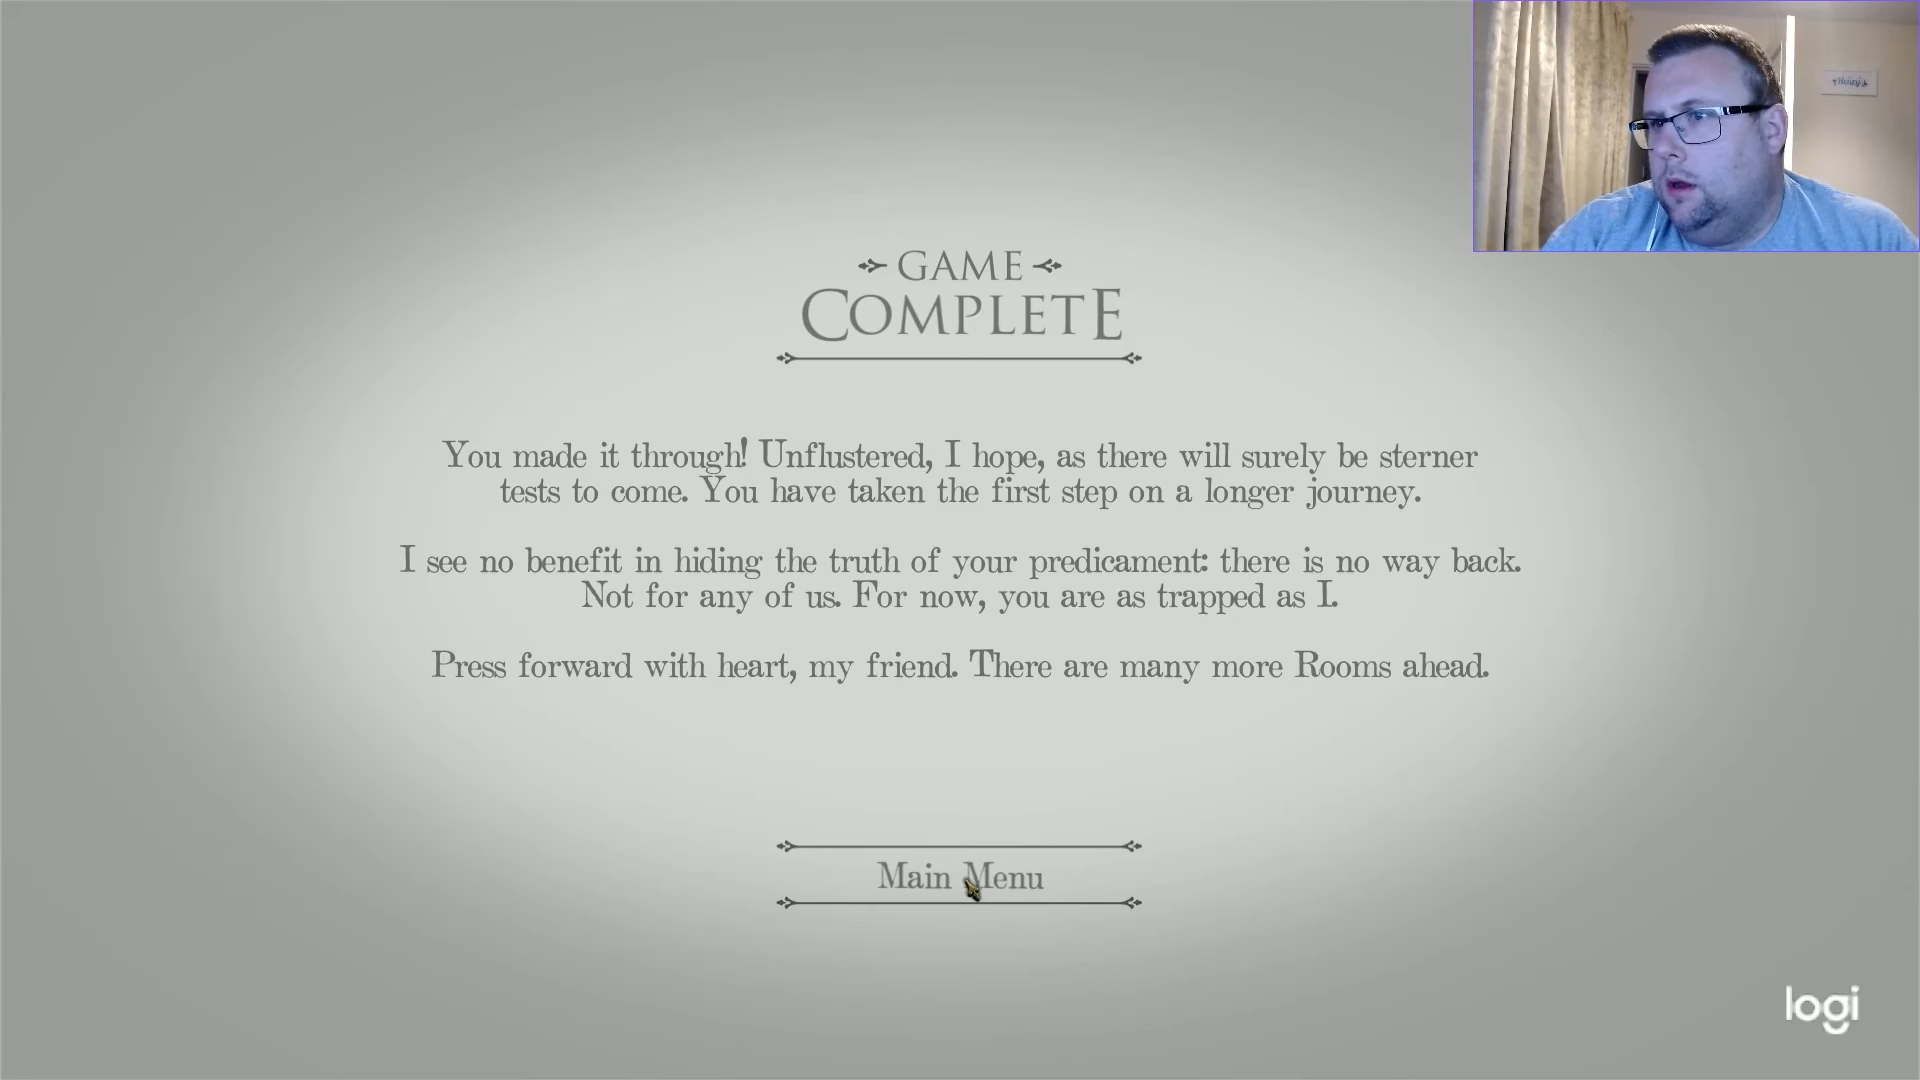 Henry
GAME
COMPLETE
You made it through! Unflustered, I hope, as there will surely be sterner
tests to come. You have taken the first step on a longer journey.
I see no benefit in hiding the truth of your predicament: there is no way back.
Not for any of us. For now, you are as trapped as I.
Press forward with heart, my friend. There are many more Rooms ahead.
Main Menu
logi